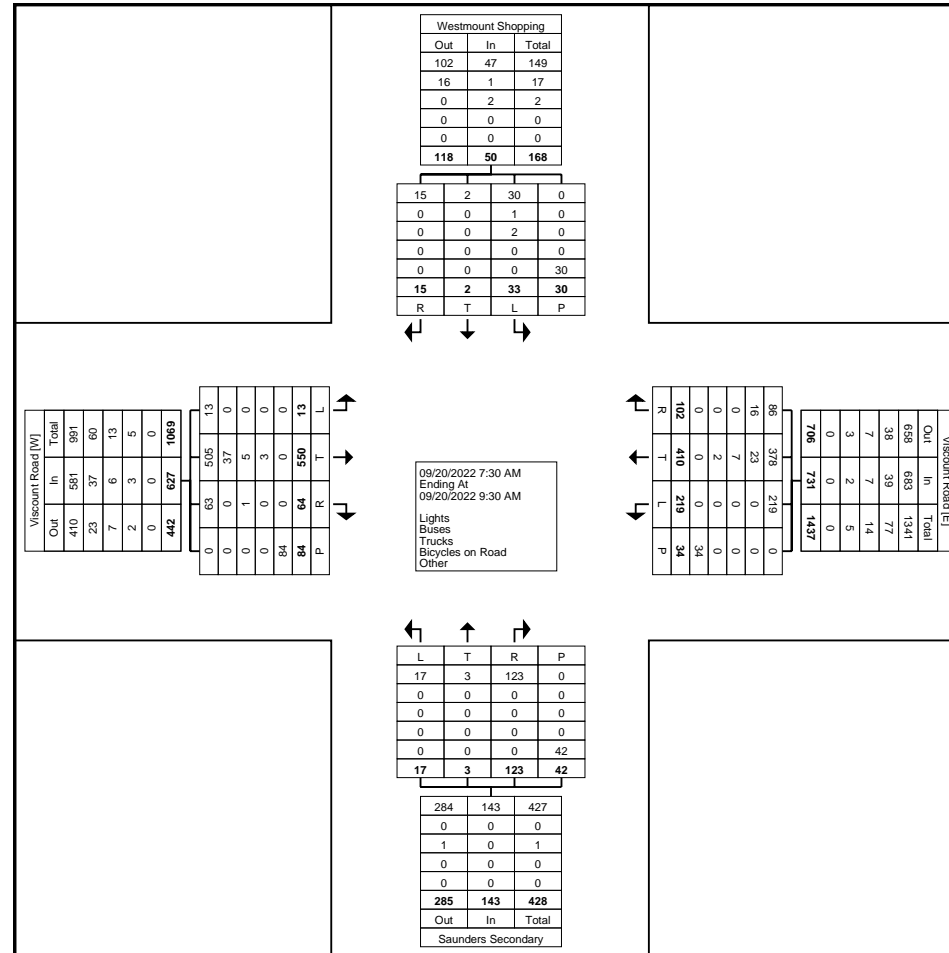 Westmount Shopping
Out In Total
102 47 149
16 1 17
0 2 2
0 0 0
0 0 0
118 50 168
15 2 30 0
0 0 1 0
0 0 2 0
0 0 0 0
0 0 0 30
15 2 33 30
R T L P
L T R P
13 550 64 84
0 0 0 84
0 3 0 0
0 5 1 0
0 37 0 0
13 505 63 0
1069 627 442
0 0 0
5 3 2
13 6 7
60 37 23
991 581 410
Total In Out
Viscount Road [W]
09/20/2022 7:30 AM
Ending At
09/20/2022 9:30 AM
Lights
Buses
Trucks
Bicycles on Road
Other
Viscount Road [E]
Out In Total
658 683 1341
38 39 77
7 7 14
3 2 5
0 0 0
706 731 1437
86 378 219 0
16 23 0 0
0 7 0 0
0 2 0 0
0 0 0 34
102 410 219 34
R T L P
L T R P
17 3 123 0
0 0 0 0
0 0 0 0
0 0 0 0
0 0 0 42
17 3 123 42
284 143 427
0 0 0
1 0 1
0 0 0
0 0 0
285 143 428
Out In Total
Saunders Secondary